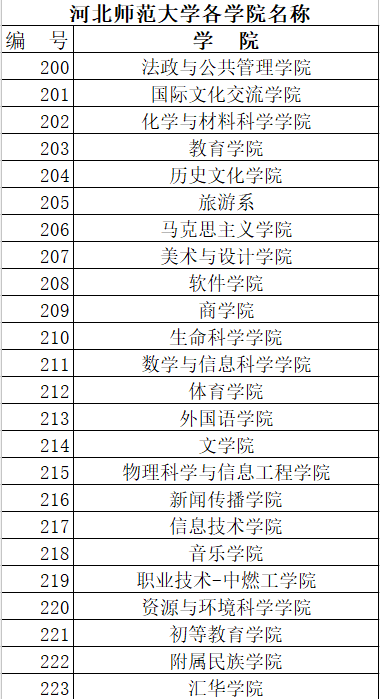 河北师范大学各学院名称
编 号 学 院
200 法政与公共管理学院
201 国际文化交流学院
202 化学与材料科学学院
203 教育学院
204 历史文化学院
205 旅游系
206 马克思主义学院
207 美术与设计学院
208 软件学院
209 商学院
210 生命科学学院
211 数学与信息科学学院
212 体育学院
213 外国语学院
214 文学院
215 物理科学与信息工程学院
216 新闻传播学院
217 信息技术学院
218 音乐学院
219 职业技术-中燃工学院
220 资源与环境科学学院
221 初等教育学院
222 附属民族学院
223 汇华学院